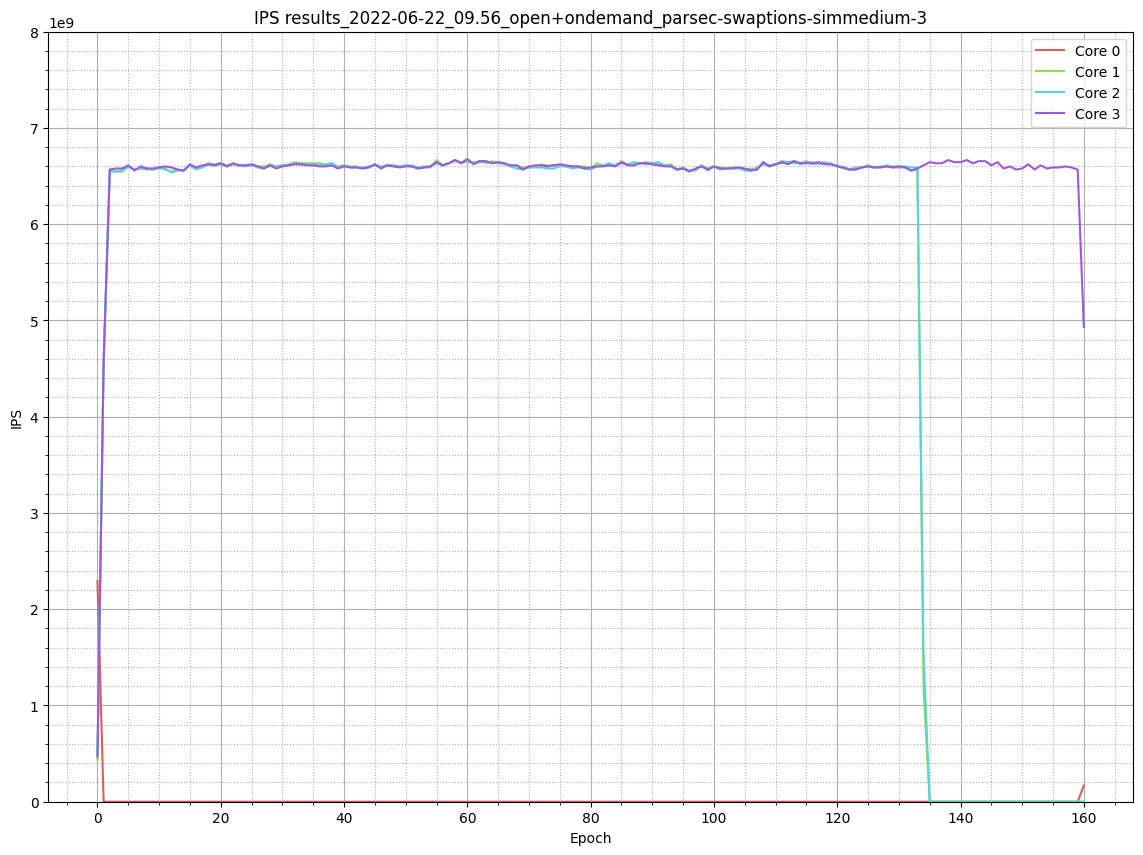 IPS results_2022-06-22_09.56_open+ondemand_parsec-swaptions-simmedium-3
1e9
8
7
6
5
4
3
2
1
0
IPS
Core 0
Core 1
Core 2
Core 3
0 20 40 60 80 100 120 140 160
Epoch